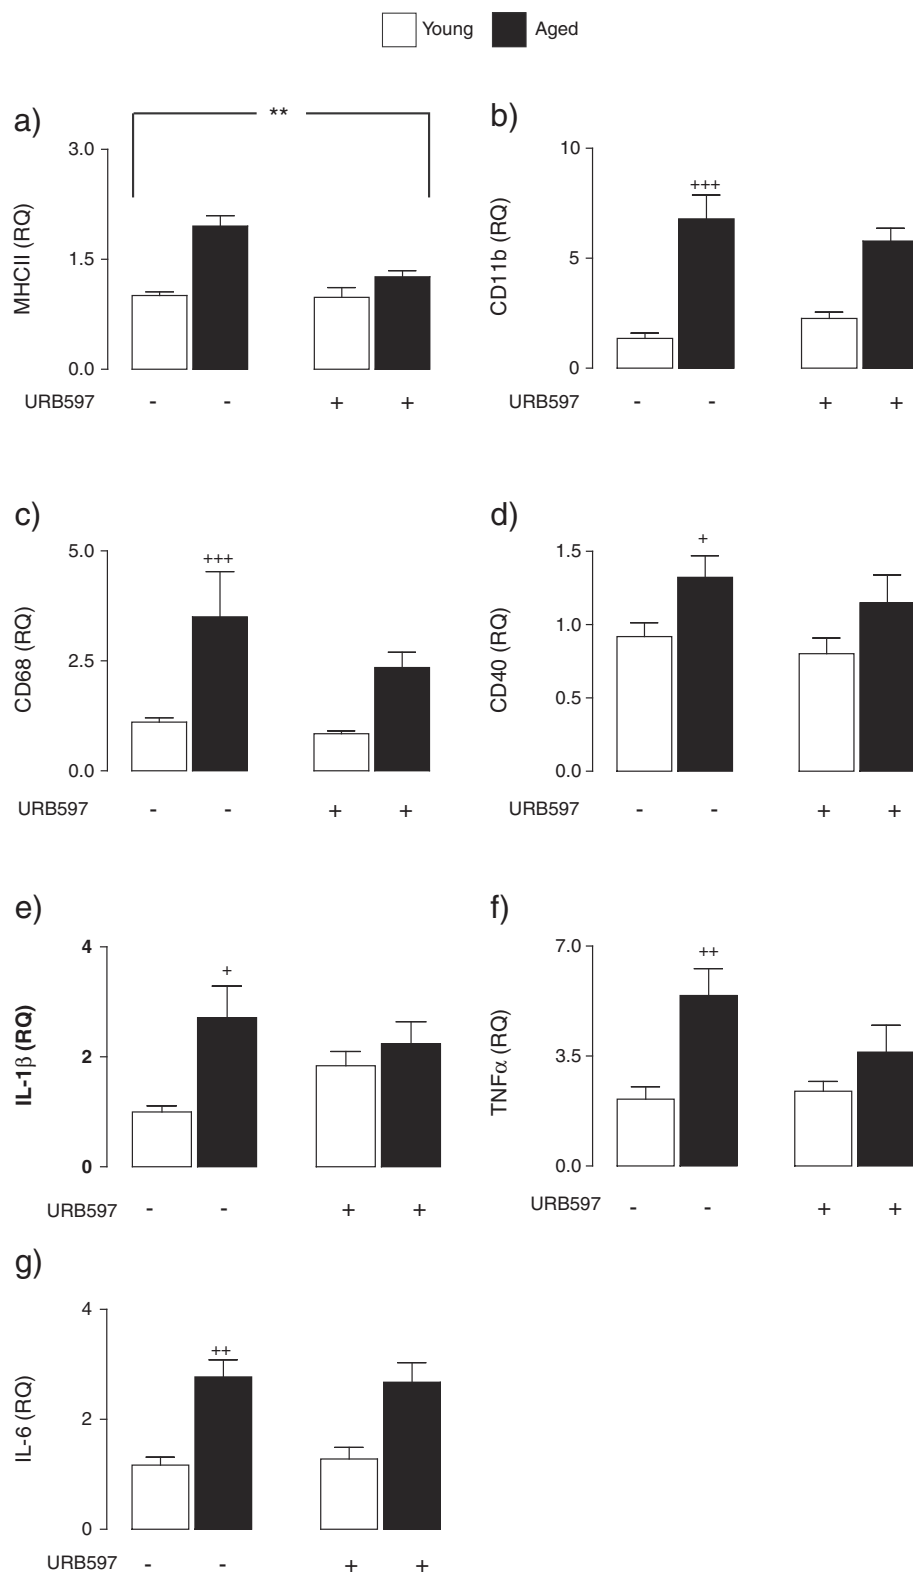 Young Aged
a)
**
3.0
1.5
0.0
MHCII (RQ)
URB597 - - + +
b)
+++
10
5
0
CD11b (RQ)
URB597 - - + +
c)
+++
5.0
2.5
0.0
CD68 (RQ)
URB597 - - + +
d)
+
1.5
1.0
0.5
0.0
CD40 (RQ)
URB597 - - + +
e)
+
4
2
0
IL-1β (RQ)
URB597 - - + +
f)
++
7.0
3.5
0.0
TNFα (RQ)
URB597 - - + +
g)
++
4
2
0
IL-6 (RQ)
URB597 - - + +